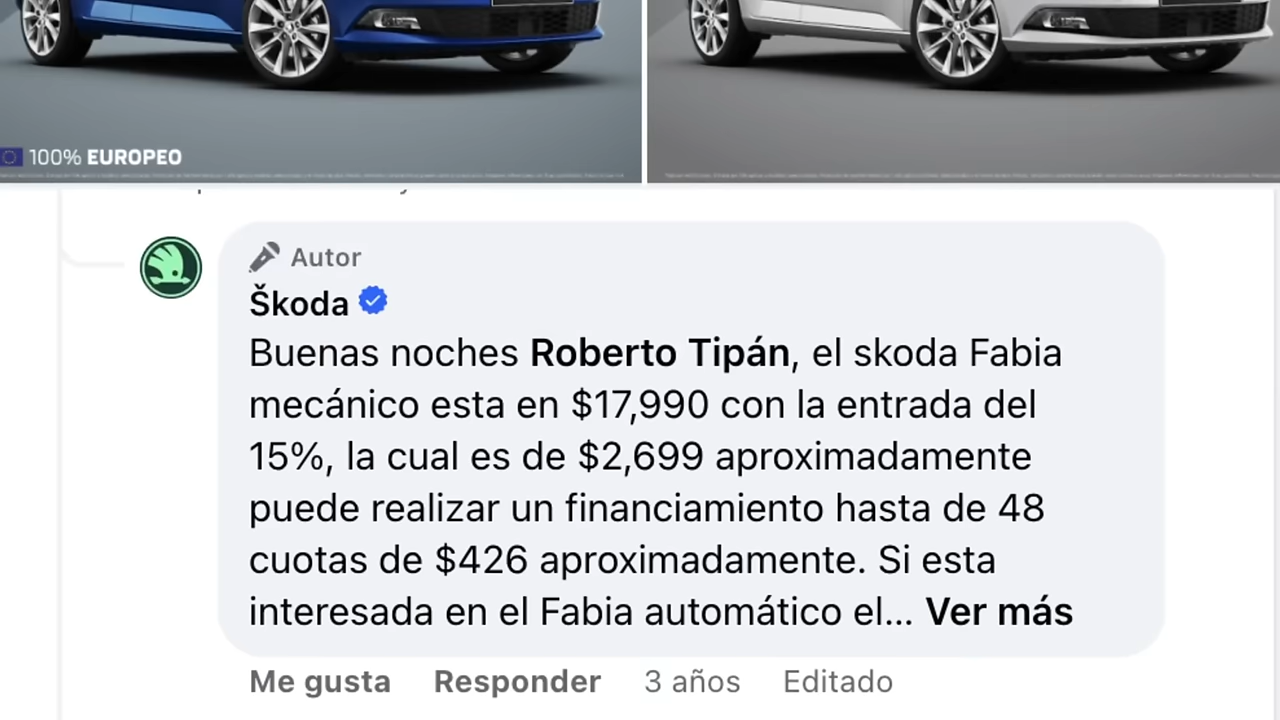 100% EUROPEO
Autor
Škoda
Buenas noches Roberto Tipán, el skoda Fabia
mecánico esta en $17,990 con la entrada del
15%, la cual es de $2,699 aproximadamente
puede realizar un financiamiento hasta de 48
cuotas de $426 aproximadamente. Si esta
interesada en el Fabia automático el... Ver más
Me gusta Responder 3 años Editado